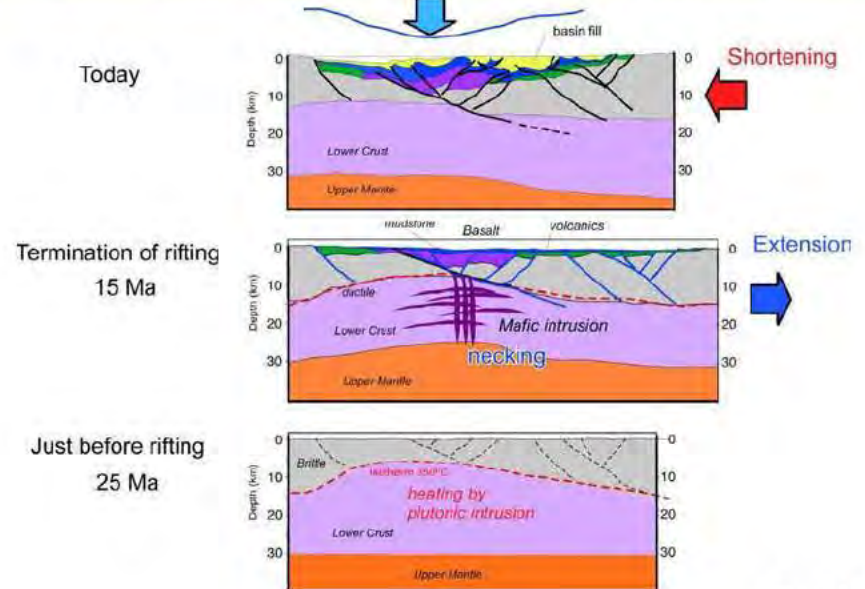 basin fill
Today
Shortening
Depth (km)
0
10
20
30
0
10
20
30
Lower Crust
Upper Mantle
mudstone
Basalt
volcanics
Termination of rifting
15 Ma
Extension
Depth (km)
0
10
20
30
0
10
20
30
ductile
Lower Crust
Mafic intrusion
necking
Upper Mantle
Just before rifting
25 Ma
Depth (km)
0
10
20
30
0
10
20
30
Brittle
Isotherm 350°C
heating by
plutonic intrusion
Lower Crust
Upper Mantle